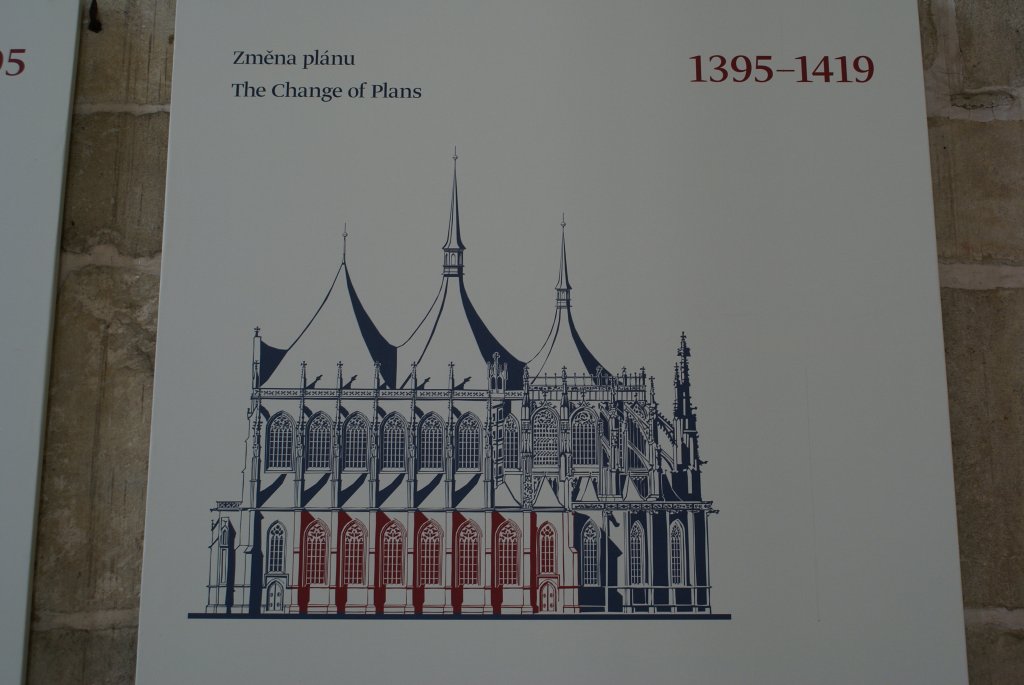 Změna plánu
The Change of Plans
1395–1419